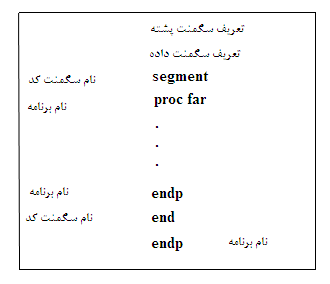 تعریف سگمنت پشته
تعریف سگمنت داده
نام سگمنت کد segment
نام برنامه proc far
.
.
.
نام برنامه endp
نام سگمنت کد end
endp نام برنامه